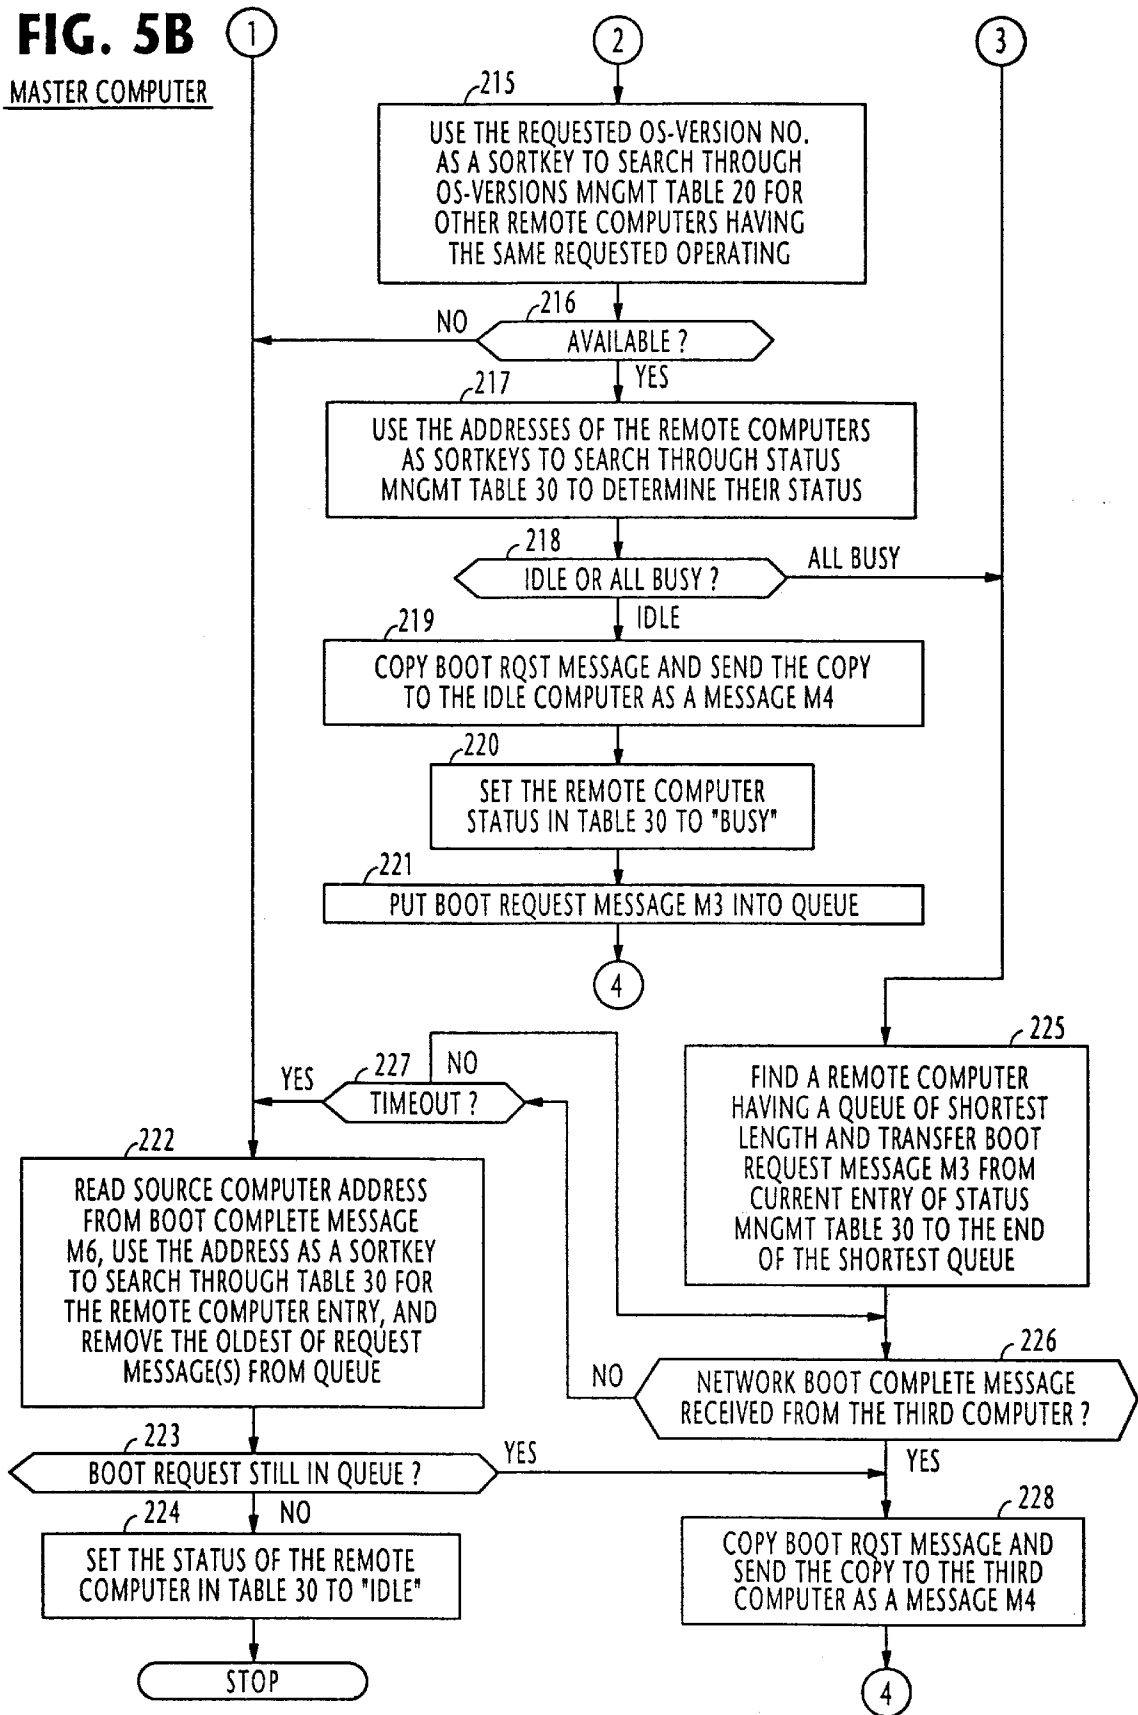 FIG. 5B
MASTER COMPUTER
1
2
3
215
USE THE REQUESTED OS-VERSION NO.
AS A SORTKEY TO SEARCH THROUGH
OS-VERSIONS MNGMT TABLE 20 FOR
OTHER REMOTE COMPUTERS HAVING
THE SAME REQUESTED OPERATING
216
NO
AVAILABLE ?
YES
217
USE THE ADDRESSES OF THE REMOTE COMPUTERS
AS SORTKEYS TO SEARCH THROUGH STATUS
MNGMT TABLE 30 TO DETERMINE THEIR STATUS
218
ALL BUSY
IDLE OR ALL BUSY ?
IDLE
219
COPY BOOT RQST MESSAGE AND SEND THE COPY
TO THE IDLE COMPUTER AS A MESSAGE M4
220
SET THE REMOTE COMPUTER
STATUS IN TABLE 30 TO "BUSY"
221
PUT BOOT REQUEST MESSAGE M3 INTO QUEUE
4
225
FIND A REMOTE COMPUTER
HAVING A QUEUE OF SHORTEST
LENGTH AND TRANSFER BOOT
REQUEST MESSAGE M3 FROM
CURRENT ENTRY OF STATUS
MNGMT TABLE 30 TO THE END
OF THE SHORTEST QUEUE
227
NO
YES
TIMEOUT ?
222
READ SOURCE COMPUTER ADDRESS
FROM BOOT COMPLETE MESSAGE
M6, USE THE ADDRESS AS A SORTKEY
TO SEARCH THROUGH TABLE 30 FOR
THE REMOTE COMPUTER ENTRY, AND
REMOVE THE OLDEST OF REQUEST
MESSAGE(S) FROM QUEUE
226
NO
NETWORK BOOT COMPLETE MESSAGE
RECEIVED FROM THE THIRD COMPUTER ?
YES
223
YES
BOOT REQUEST STILL IN QUEUE ?
NO
224
SET THE STATUS OF THE REMOTE
COMPUTER IN TABLE 30 TO "IDLE"
STOP
228
COPY BOOT RQST MESSAGE AND
SEND THE COPY TO THE THIRD
COMPUTER AS A MESSAGE M4
4